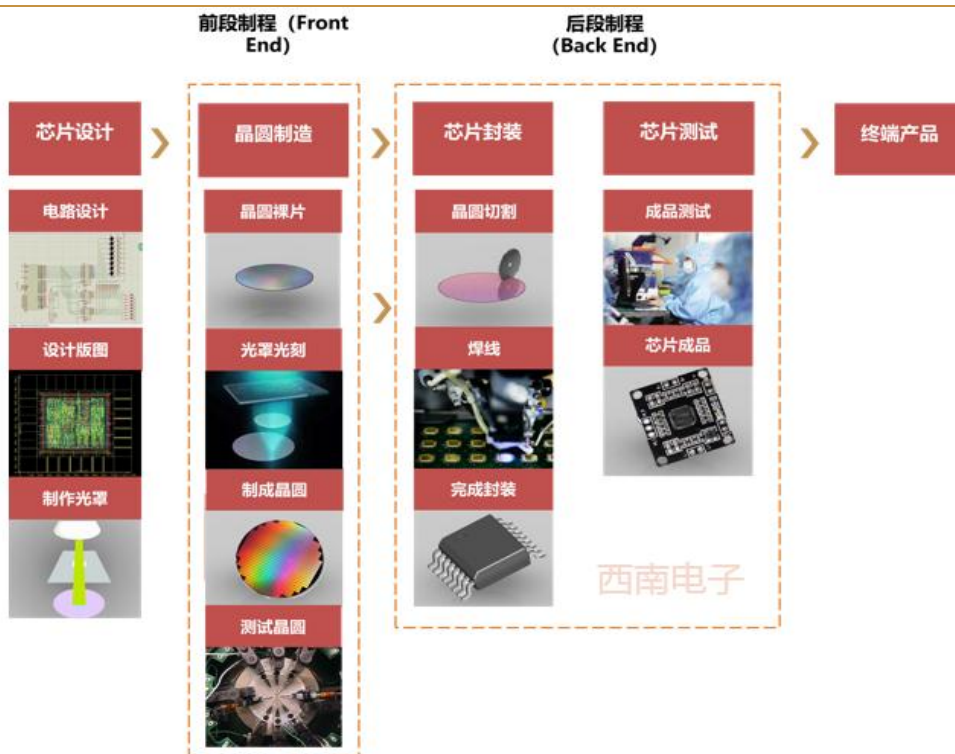 前段制程（Front
End）
后段制程
（Back End）
芯片设计
晶圆制造
芯片封装
芯片测试
终端产品
电路设计
晶圆裸片
晶圆切割
成品测试
设计版图
光罩光刻
焊线
芯片成品
制作光罩
制成晶圆
完成封装
西南电子
测试晶圆